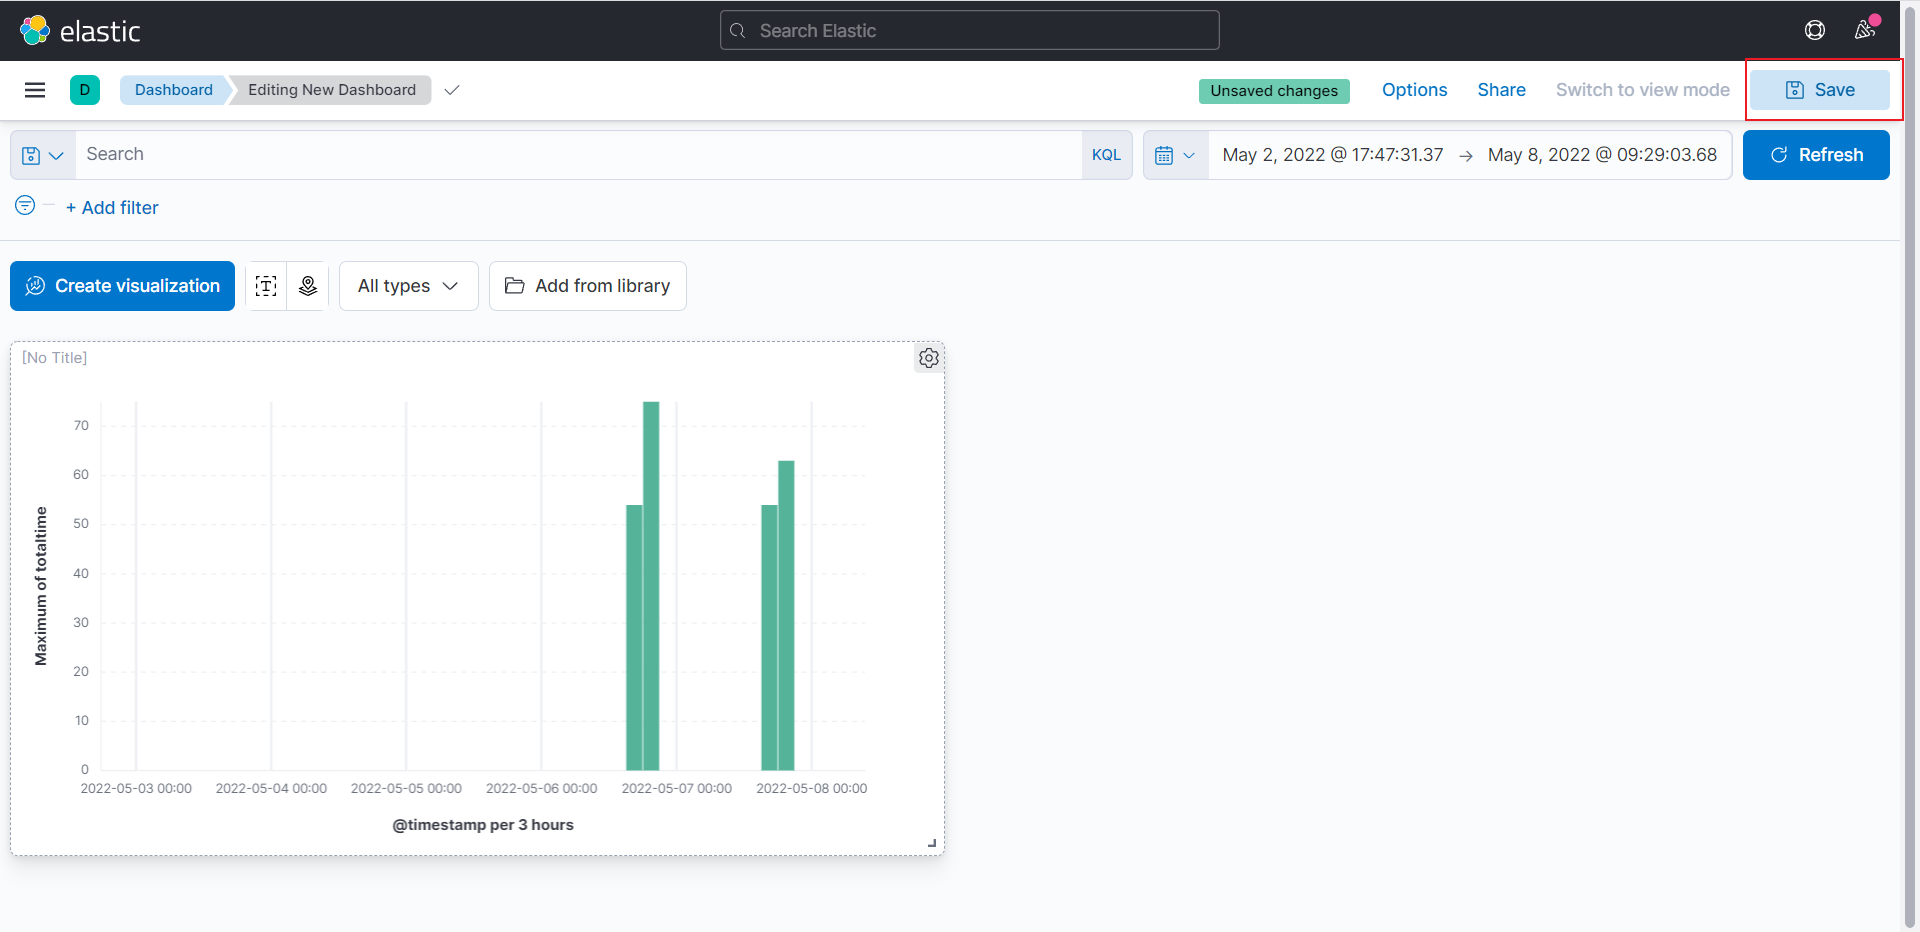 elastic
Search Elastic
D
Dashboard
Editing New Dashboard
Unsaved changes
Options
Share
Switch to view mode
Save
Search
KQL
May 2, 2022 @ 17:47:31.37 → May 8, 2022 @ 09:29:03.68
Refresh
+ Add filter
Create visualization
T
All types
Add from library
[No Title]
70
60
50
40
30
20
10
0
Maximum of totaltime
2022-05-03 00:00 2022-05-04 00:00 2022-05-05 00:00 2022-05-06 00:00 2022-05-07 00:00 2022-05-08 00:00
@timestamp per 3 hours